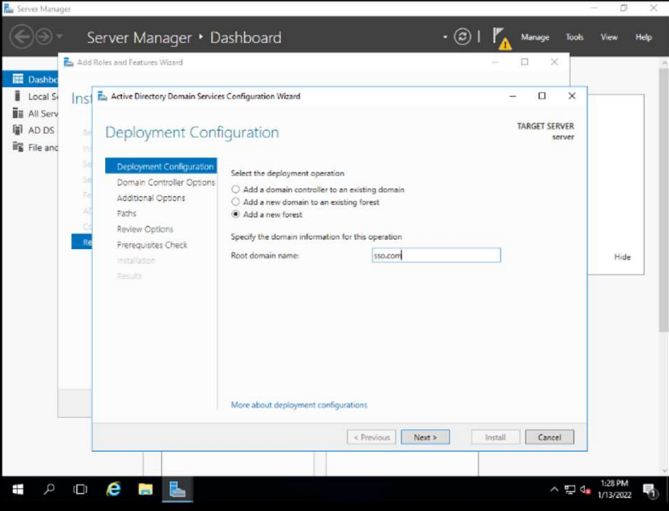 Server Manager
Server Manager • Dashboard
Manage Tools View Help
Add Roles and Features Wizard
Dashbo
Local Se
All Serv
AD DS
File and
Inst
Active Directory Domain Services Configuration Wizard
Deployment Configuration
TARGET SERVER
server
Deployment Configuration
Domain Controller Options
Additional Options
Paths
Review Options
Prerequisites Check
Installation
Results
Select the deployment operation
Add a domain controller to an existing domain
Add a new domain to an existing forest
Add a new forest
Specify the domain information for this operation
Root domain name:
sso.com
More about deployment configurations
Re
Hide
< Previous
Next >
Install
Cancel
1:28 PM
1/13/2022